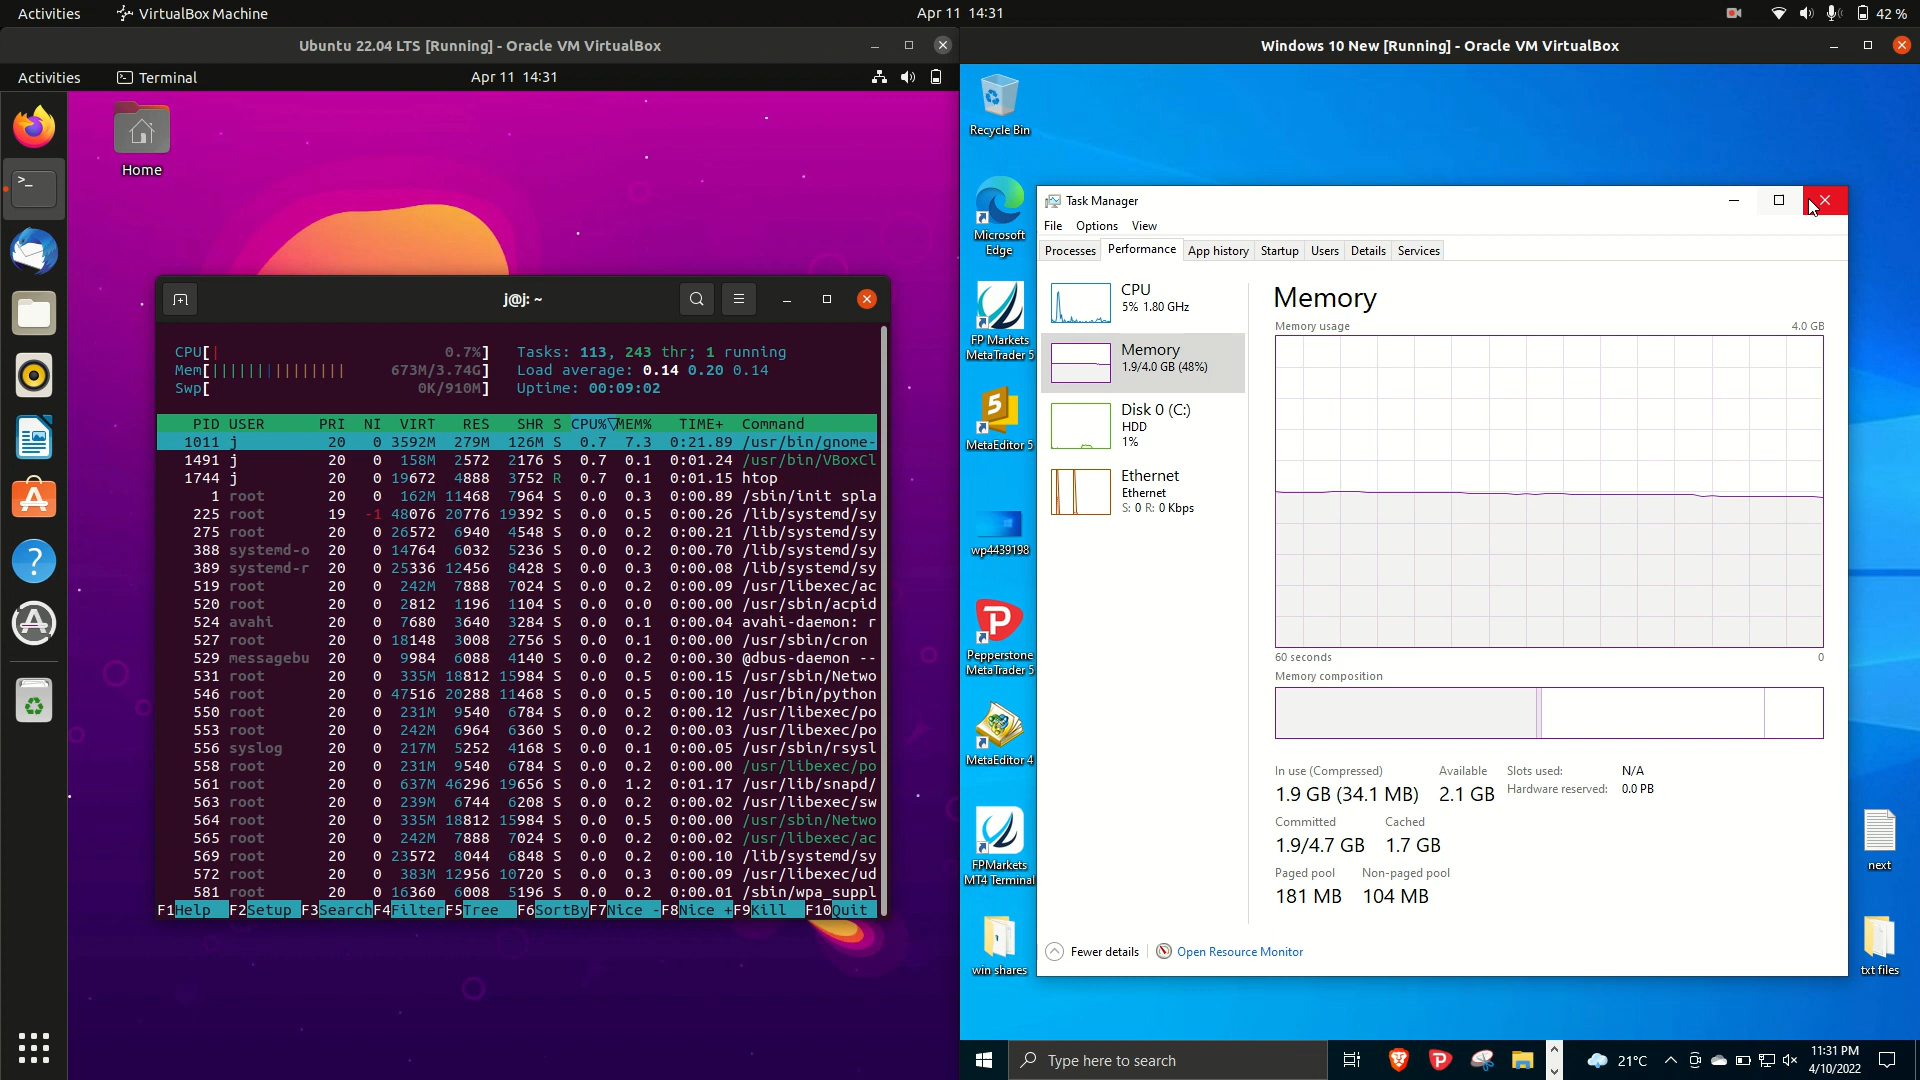 Activities VirtualBox Machine Apr 11 14:31 42 %
Ubuntu 22.04 LTS [Running] - Oracle VM VirtualBox
Activities Terminal Apr 11 14:31
Home
j@j: ~
CPU[| 0.7%] Tasks: 113, 243 thr; 1 running
Mem[||||||||||||||| 673M/3.74G] Load average: 0.14 0.20 0.14
Swp[ 0K/910M] Uptime: 00:09:02
PID USER PRI NI VIRT RES SHR S CPU%▽MEM% TIME+ Command
1011 j 20 0 3592M 279M 126M S 0.7 7.3 0:21.89 /usr/bin/gnome-
1491 j 20 0 158M 2572 2176 S 0.7 0.1 0:01.24 /usr/bin/VBoxCl
1744 j 20 0 19672 4888 3752 R 0.7 0.1 0:01.15 htop
1 root 20 0 162M 11468 7964 S 0.0 0.3 0:00.89 /sbin/init spla
225 root 19 -1 48076 20776 19392 S 0.0 0.5 0:00.26 /lib/systemd/sy
275 root 20 0 26572 6940 4548 S 0.0 0.2 0:00.21 /lib/systemd/sy
388 systemd-o 20 0 14764 6032 5236 S 0.0 0.2 0:00.70 /lib/systemd/sy
389 systemd-r 20 0 25336 12456 8428 S 0.0 0.3 0:00.08 /lib/systemd/sy
519 root 20 0 242M 7888 7024 S 0.0 0.2 0:00.09 /usr/libexec/ac
520 root 20 0 2812 1196 1104 S 0.0 0.0 0:00.00 /usr/sbin/acpid
524 avahi 20 0 7680 3640 3284 S 0.0 0.1 0:00.04 avahi-daemon: r
527 root 20 0 18148 3008 2756 S 0.0 0.1 0:00.00 /usr/sbin/cron
529 messagebu 20 0 9984 6088 4140 S 0.0 0.2 0:00.30 @dbus-daemon --
531 root 20 0 335M 18812 15984 S 0.0 0.5 0:00.15 /usr/sbin/Netwo
546 root 20 0 47516 20288 11468 S 0.0 0.5 0:00.10 /usr/bin/python
550 root 20 0 231M 9540 6784 S 0.0 0.2 0:00.12 /usr/libexec/po
553 root 20 0 242M 6964 6360 S 0.0 0.2 0:00.03 /usr/libexec/po
556 syslog 20 0 217M 5252 4168 S 0.0 0.1 0:00.05 /usr/sbin/rsysl
558 root 20 0 231M 9540 6784 S 0.0 0.2 0:00.00 /usr/libexec/po
561 root 20 0 637M 46296 19656 S 0.0 1.2 0:01.17 /usr/lib/snapd/
563 root 20 0 239M 6744 6208 S 0.0 0.2 0:00.02 /usr/libexec/sw
564 root 20 0 335M 18812 15984 S 0.0 0.5 0:00.00 /usr/sbin/Netwo
565 root 20 0 242M 7888 7024 S 0.0 0.2 0:00.02 /usr/libexec/ac
569 root 20 0 23572 8044 6848 S 0.0 0.2 0:00.10 /lib/systemd/sy
572 root 20 0 383M 12956 10720 S 0.0 0.3 0:00.09 /usr/libexec/ud
581 root 20 0 16360 6008 5196 S 0.0 0.2 0:00.01 /sbin/wpa_suppl
F1Help F2Setup F3SearchF4FilterF5Tree F6SortByF7Nice -F8Nice +F9Kill F10Quit
Windows 10 New [Running] - Oracle VM VirtualBox
Recycle Bin
Microsoft
Edge
FP Markets
MetaTrader 5
MetaEditor 5
wp4439198
Pepperstone
MetaTrader 5
MetaEditor 4
FPMarkets
MT4 Terminal
win shares
Task Manager
File Options View
Processes Performance App history Startup Users Details Services
CPU
5% 1.80 GHz
Memory
1.9/4.0 GB (48%)
Disk 0 (C:)
HDD
1%
Ethernet
Ethernet
S: 0 R: 0 Kbps
Memory
Memory usage 4.0 GB
60 seconds 0
Memory composition
In use (Compressed) Available Slots used: N/A
1.9 GB (34.1 MB) 2.1 GB Hardware reserved: 0.0 PB
Committed Cached
1.9/4.7 GB 1.7 GB
Paged pool Non-paged pool
181 MB 104 MB
Fewer details Open Resource Monitor
next
txt files
Type here to search
21°C
11:31 PM
4/10/2022